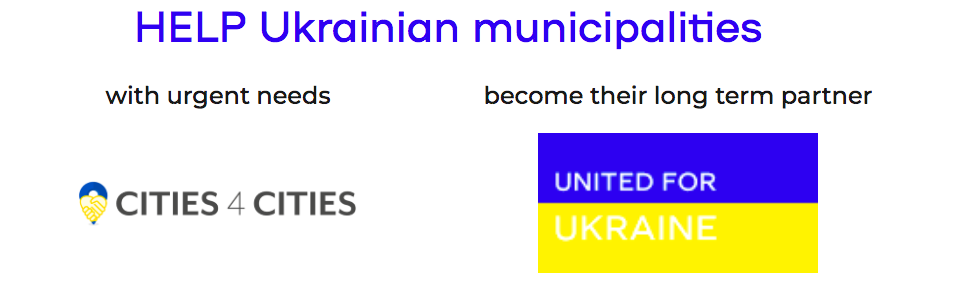 HELP Ukrainian municipalities
with urgent needs
become their long term partner
CITIES 4 CITIES
UNITED FOR
UKRAINE